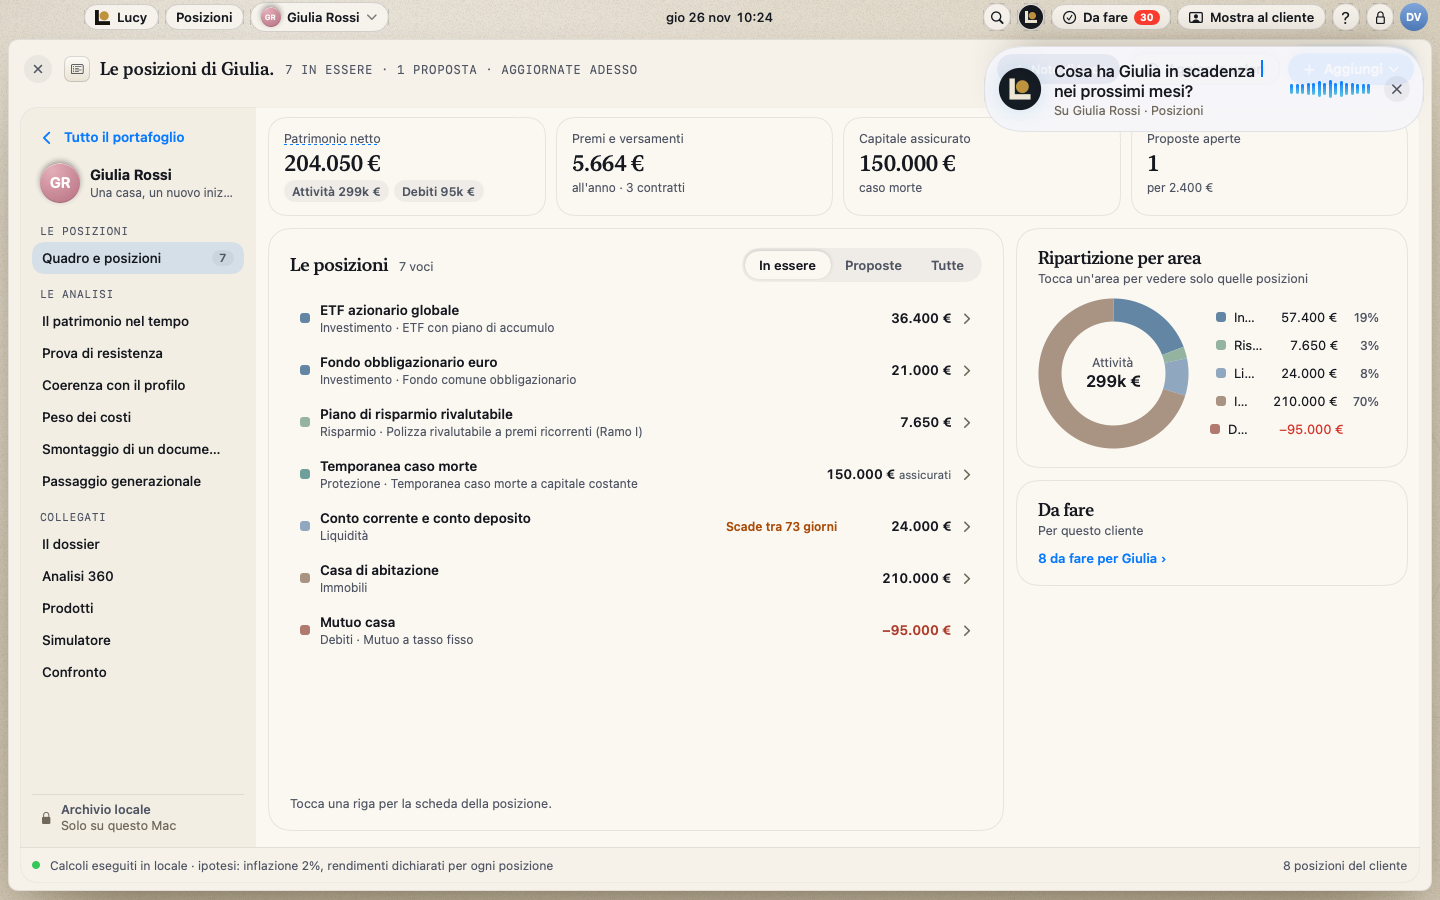 Lucy
Posizioni
GR Giulia Rossi
gio 26 nov 10:24
Da fare 30
Mostra al cliente
?
DV
Le posizioni di Giulia.
7 IN ESSERE · 1 PROPOSTA · AGGIORNATE ADESSO
Aggiungi
Cosa ha Giulia in scadenza
nei prossimi mesi?
Su Giulia Rossi · Posizioni
Tutto il portafoglio
GR
Giulia Rossi
Una casa, un nuovo iniz...
LE POSIZIONI
Quadro e posizioni 7
LE ANALISI
Il patrimonio nel tempo
Prova di resistenza
Coerenza con il profilo
Peso dei costi
Smontaggio di un docume...
Passaggio generazionale
COLLEGATI
Il dossier
Analisi 360
Prodotti
Simulatore
Confronto
Archivio locale
Solo su questo Mac
Patrimonio netto
204.050 €
Attività 299k €
Debiti 95k €
Premi e versamenti
5.664 €
all'anno · 3 contratti
Capitale assicurato
150.000 €
caso morte
Proposte aperte
1
per 2.400 €
Le posizioni 7 voci
In essere
Proposte
Tutte
ETF azionario globale
Investimento · ETF con piano di accumulo
36.400 €
Fondo obbligazionario euro
Investimento · Fondo comune obbligazionario
21.000 €
Piano di risparmio rivalutabile
Risparmio · Polizza rivalutabile a premi ricorrenti (Ramo I)
7.650 €
Temporanea caso morte
Protezione · Temporanea caso morte a capitale costante
150.000 € assicurati
Conto corrente e conto deposito
Liquidità
Scade tra 73 giorni
24.000 €
Casa di abitazione
Immobili
210.000 €
Mutuo casa
Debiti · Mutuo a tasso fisso
−95.000 €
Tocca una riga per la scheda della posizione.
Ripartizione per area
Tocca un'area per vedere solo quelle posizioni
Attività
299k €
In... 57.400 € 19%
Ris... 7.650 € 3%
Li... 24.000 € 8%
I... 210.000 € 70%
D... −95.000 €
Da fare
Per questo cliente
8 da fare per Giulia ›
Calcoli eseguiti in locale · ipotesi: inflazione 2%, rendimenti dichiarati per ogni posizione
8 posizioni del cliente